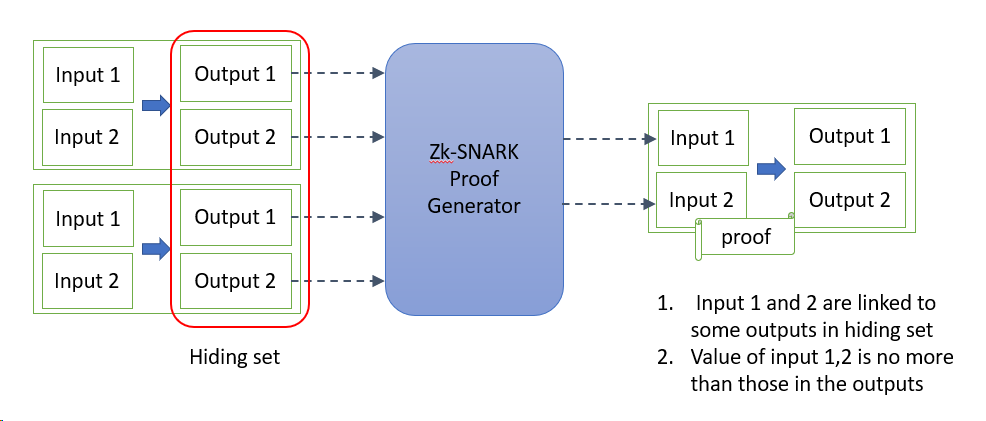 Input 1
Output 1
Input 2
Output 2
Input 1
Output 1
Input 2
Output 2
Hiding set
Zk-SNARK
Proof
Generator
Input 1
Output 1
Input 2
Output 2
proof
1. Input 1 and 2 are linked to
some outputs in hiding set
2. Value of input 1,2 is no more
than those in the outputs